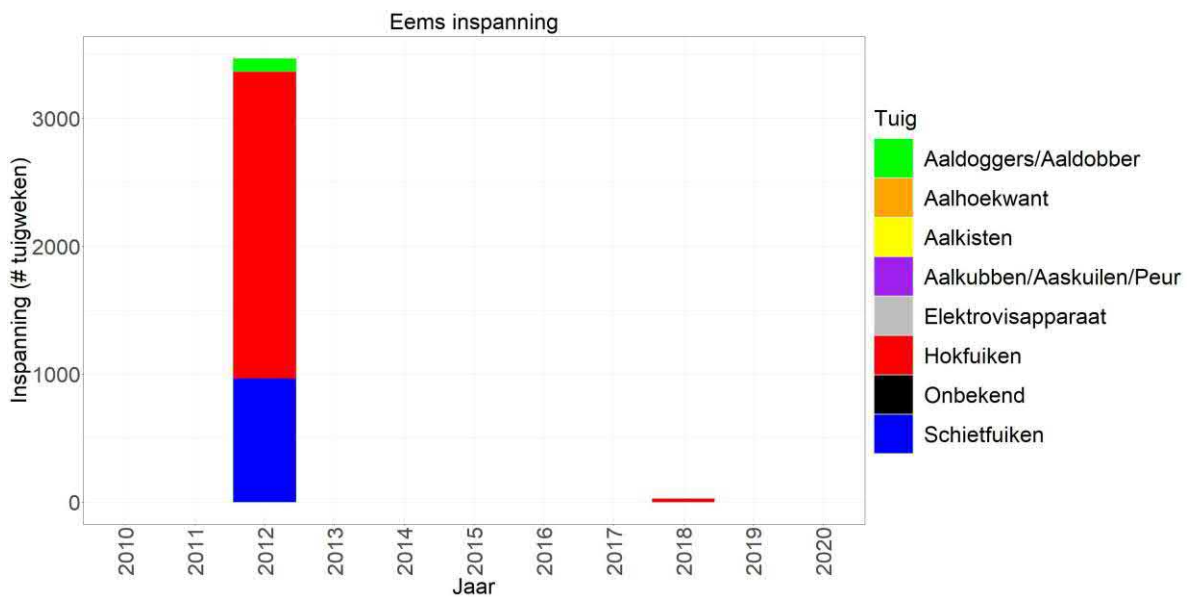 Eems inspanning
Inspanning (# tuigweken)
3000
2000
1000
0
2010
2011
2012
2013
2014
2015
2016
2017
2018
2019
2020
Jaar
Tuig
Aaldoggers/Aaldobber
Aalhoekwant
Aalkisten
Aalkubben/Aaskuilen/Peur
Elektrovisapparaat
Hokfuiken
Onbekend
Schietfuiken